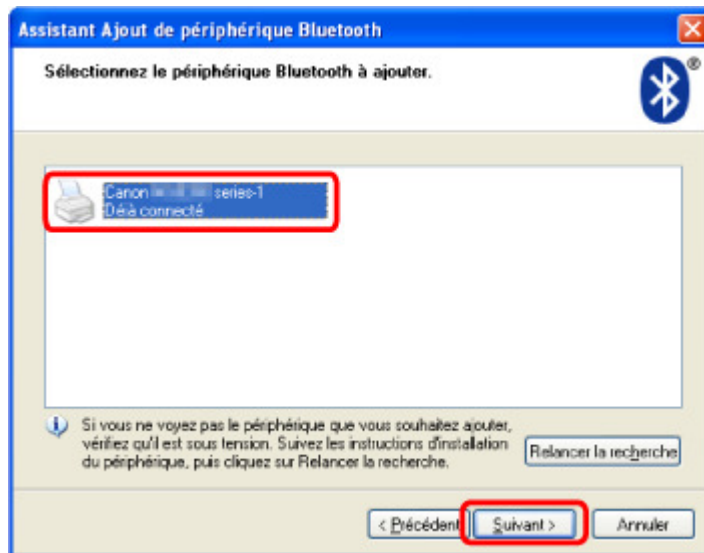 Assistant Ajout de périphérique Bluetooth
Sélectionnez le périphérique Bluetooth à ajouter.
®
Canon series-1
Déjà connecté
Si vous ne voyez pas le périphérique que vous souhaitez ajouter,
vérifiez qu'il est sous tension. Suivez les instructions d'installation
du périphérique, puis cliquez sur Relancer la recherche.
Relancer la recherche
< Précédent
Suivant >
Annuler